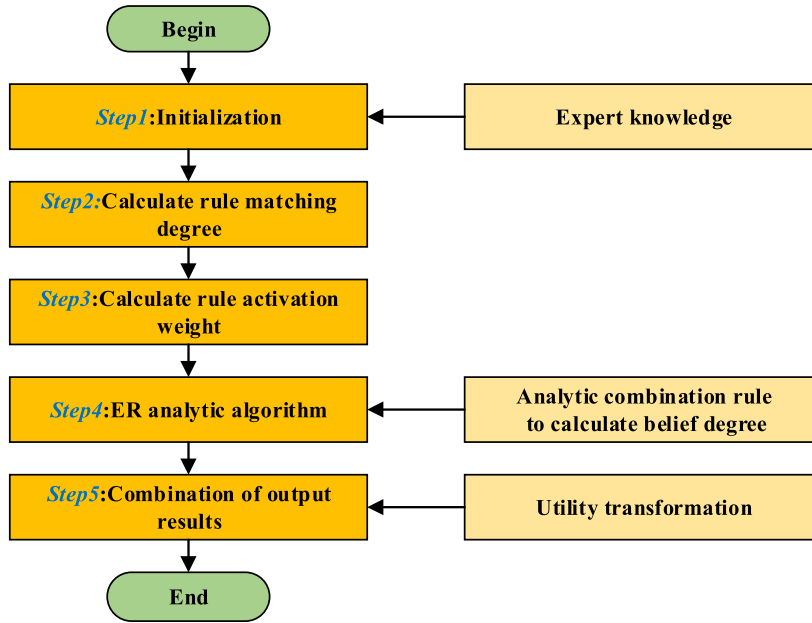 Begin
Step1:Initialization
Expert knowledge
Step2:Calculate rule matching
degree
Step3:Calculate rule activation
weight
Step4:ER analytic algorithm
Analytic combination rule
to calculate belief degree
Step5:Combination of output
results
Utility transformation
End